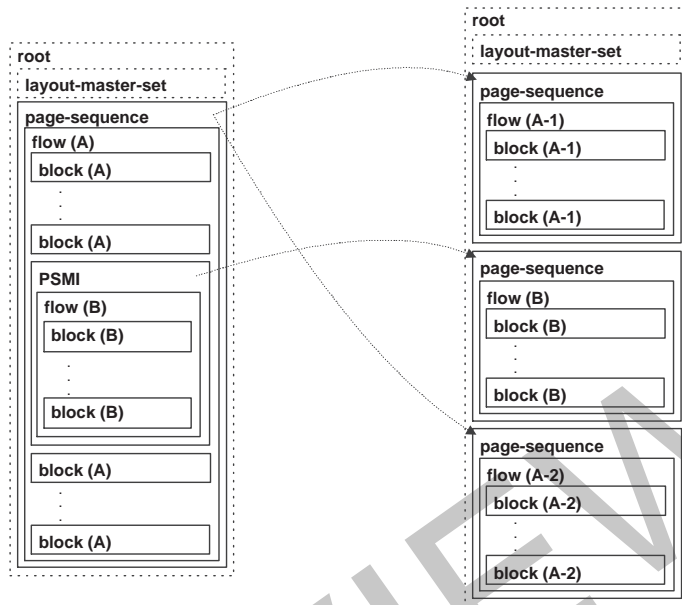 root
layout-master-set
page-sequence
flow (A)
block (A)
.
.
.
block (A)
PSMI
flow (B)
block (B)
.
.
.
block (B)
block (A)
.
.
.
block (A)
root
layout-master-set
page-sequence
flow (A-1)
block (A-1)
.
.
.
block (A-1)
page-sequence
flow (B)
block (B)
.
.
.
block (B)
page-sequence
flow (A-2)
block (A-2)
.
.
.
block (A-2)